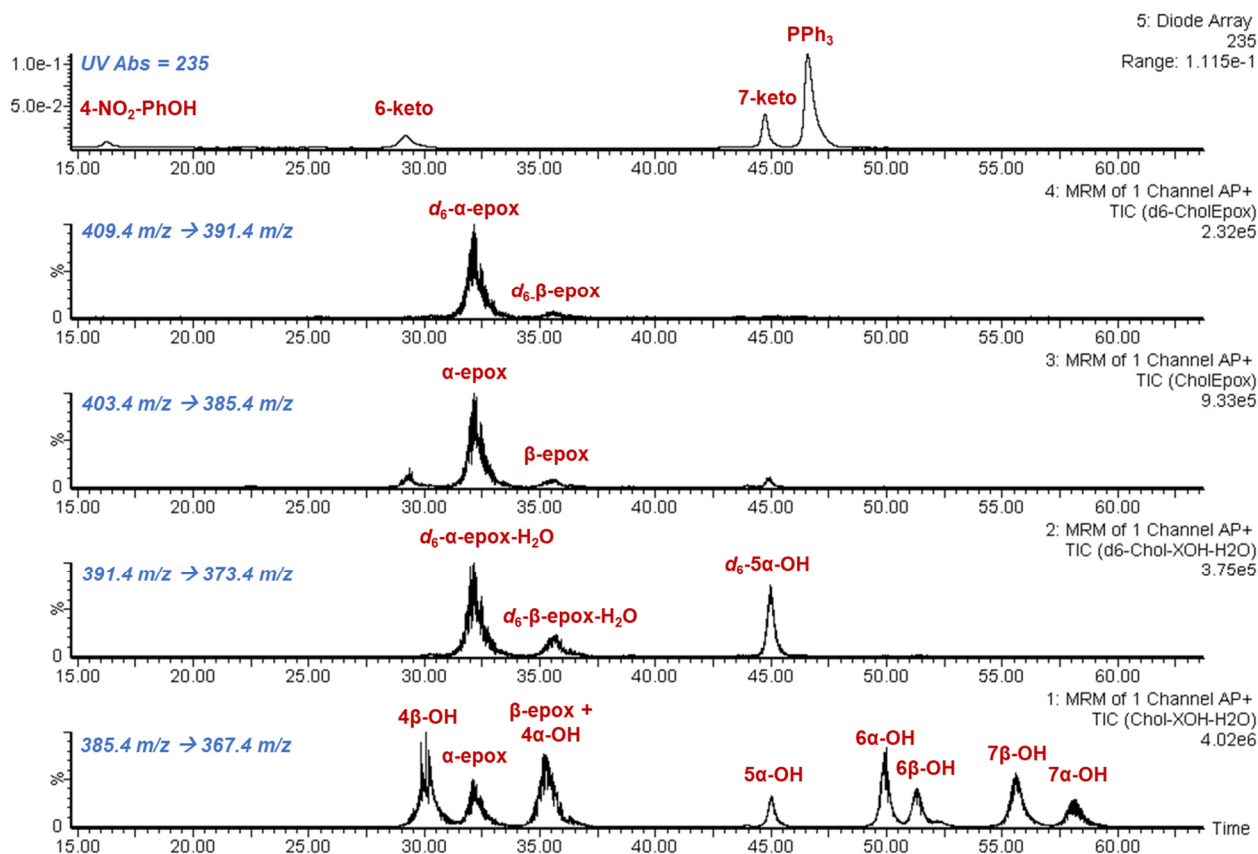 5: Diode Array
235
Range: 1.115e-1
UV Abs = 235
1.0e-1
5.0e-2
4-NO₂-PhOH
6-keto
7-keto
PPh₃
15.00 20.00 25.00 30.00 35.00 40.00 45.00 50.00 55.00 60.00
4: MRM of 1 Channel AP+
TIC (d6-CholEpox)
2.32e5
409.4 m/z → 391.4 m/z
d₆-α-epox
d₆-β-epox
%
0
15.00 20.00 25.00 30.00 35.00 40.00 45.00 50.00 55.00 60.00
3: MRM of 1 Channel AP+
TIC (CholEpox)
9.33e5
403.4 m/z → 385.4 m/z
α-epox
β-epox
%
0
15.00 20.00 25.00 30.00 35.00 40.00 45.00 50.00 55.00 60.00
2: MRM of 1 Channel AP+
TIC (d6-Chol-XOH-H2O)
3.75e5
391.4 m/z → 373.4 m/z
d₆-α-epox-H₂O
d₆-β-epox-H₂O
d₆-5α-OH
%
0
15.00 20.00 25.00 30.00 35.00 40.00 45.00 50.00 55.00 60.00
1: MRM of 1 Channel AP+
TIC (Chol-XOH-H2O)
4.02e6
385.4 m/z → 367.4 m/z
4β-OH
α-epox
β-epox +
4α-OH
5α-OH
6α-OH
6β-OH
7β-OH
7α-OH
%
0
15.00 20.00 25.00 30.00 35.00 40.00 45.00 50.00 55.00 60.00 Time